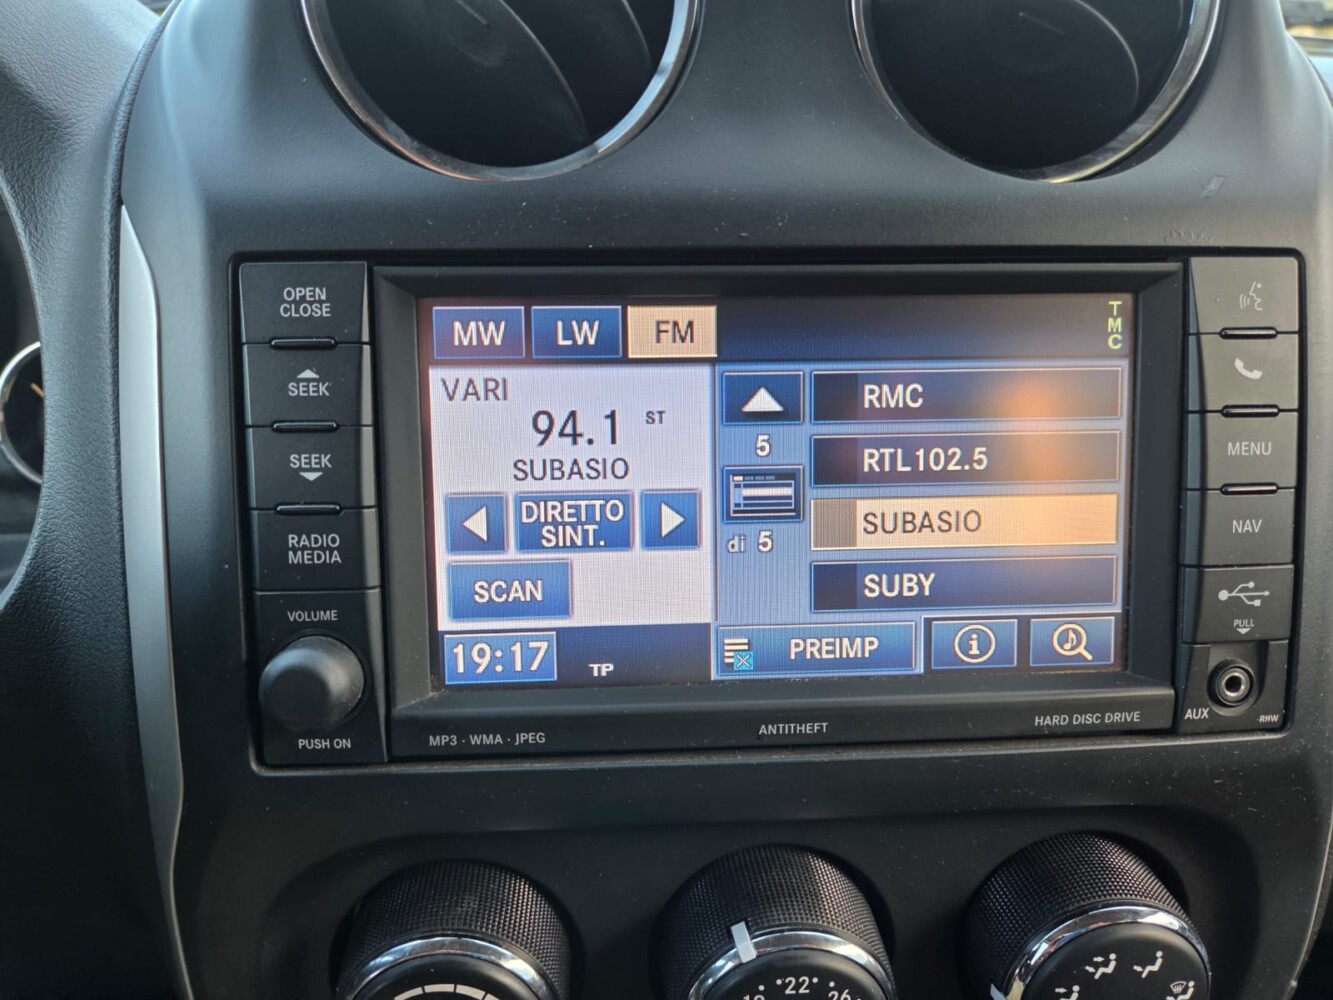 OPEN
CLOSE
SEEK
SEEK
RADIO
MEDIA
VOLUME
PUSH ON
MW
LW
FM
TMC
VARI
94.1 ST
SUBASIO
DIRETTO
SINT.
SCAN
19:17
TP
5
di 5
RMC
RTL102.5
SUBASIO
SUBY
PREIMP
i
MENU
NAV
PULL
AUX
RHW
MP3 · WMA · JPEG
ANTITHEFT
HARD DISC DRIVE
22
26